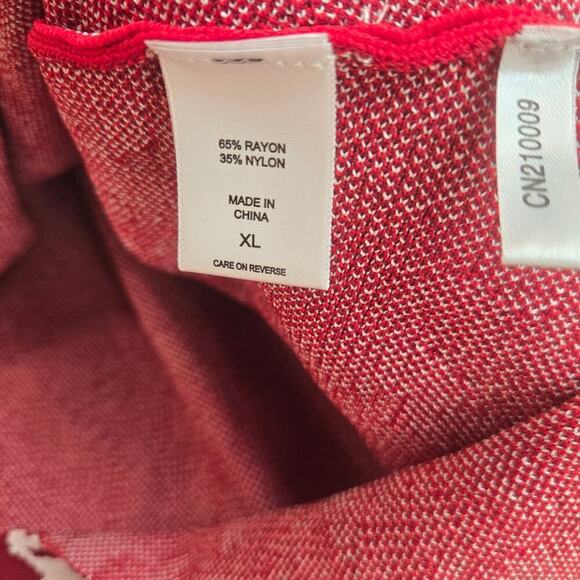 65% RAYON
35% NYLON
MADE IN
CHINA
XL
CARE ON REVERSE
CN210009